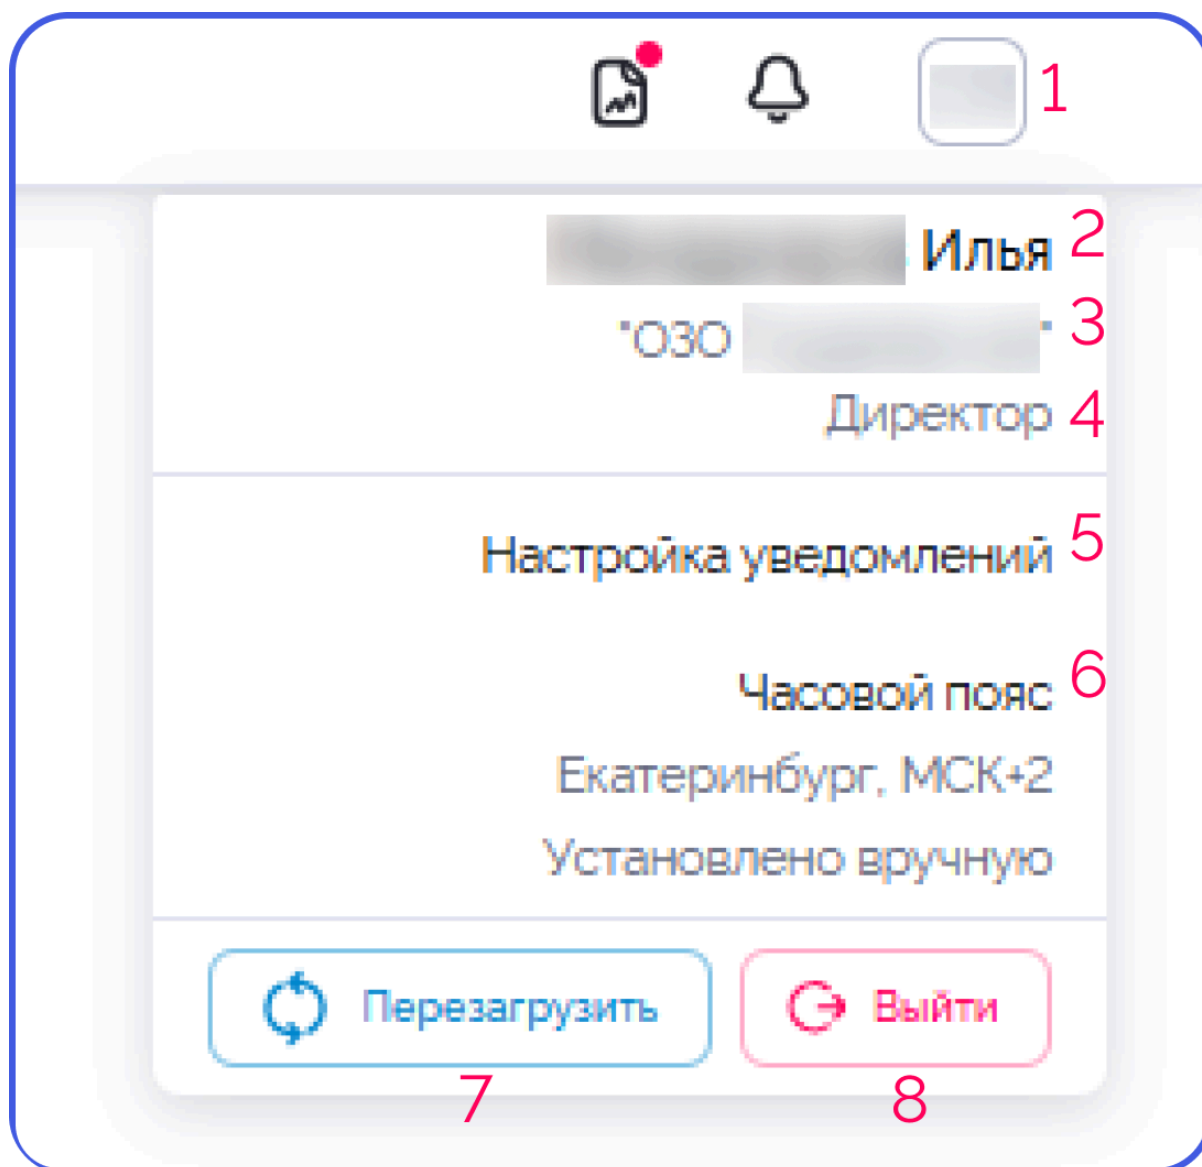 1
Илья 2
"ОЗО " 3
Директор 4
Настройка уведомлений 5
Часовой пояс 6
Екатеринбург, МСК+2
Установлено вручную
Перезагрузить Выйти
7 8